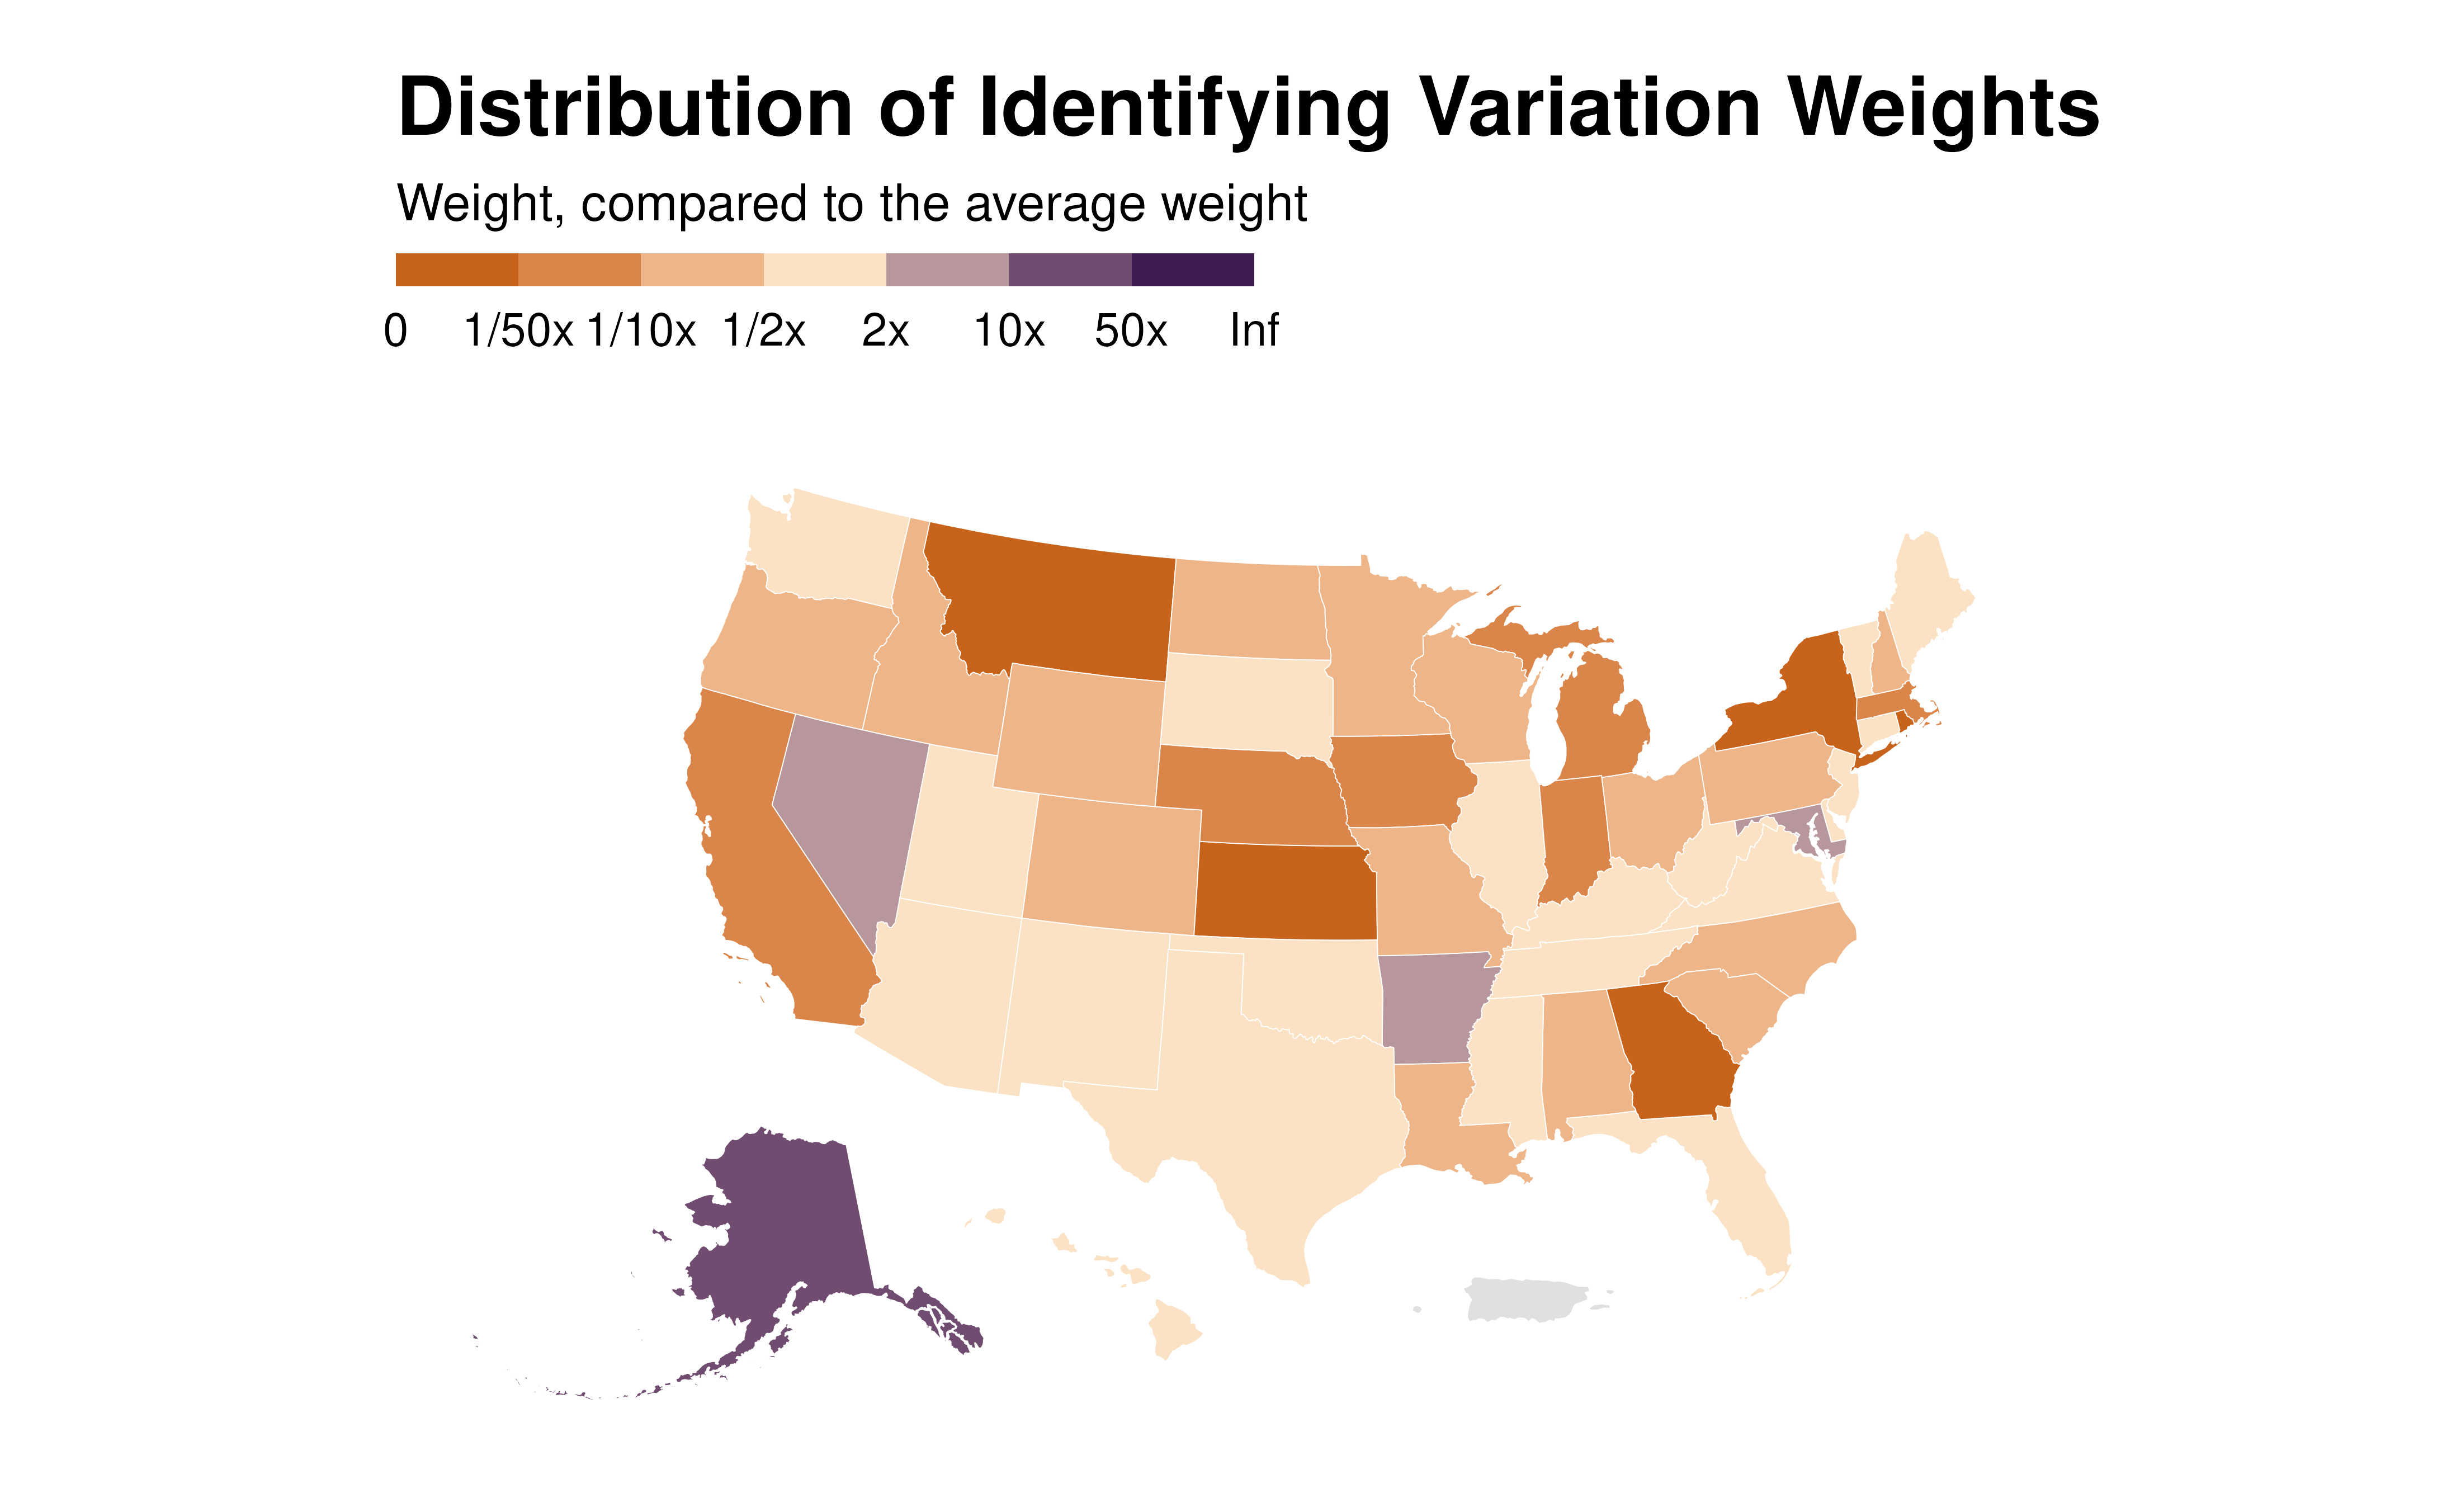 Distribution of Identifying Variation Weights
Weight, compared to the average weight
0 1/50x 1/10x 1/2x 2x 10x 50x Inf